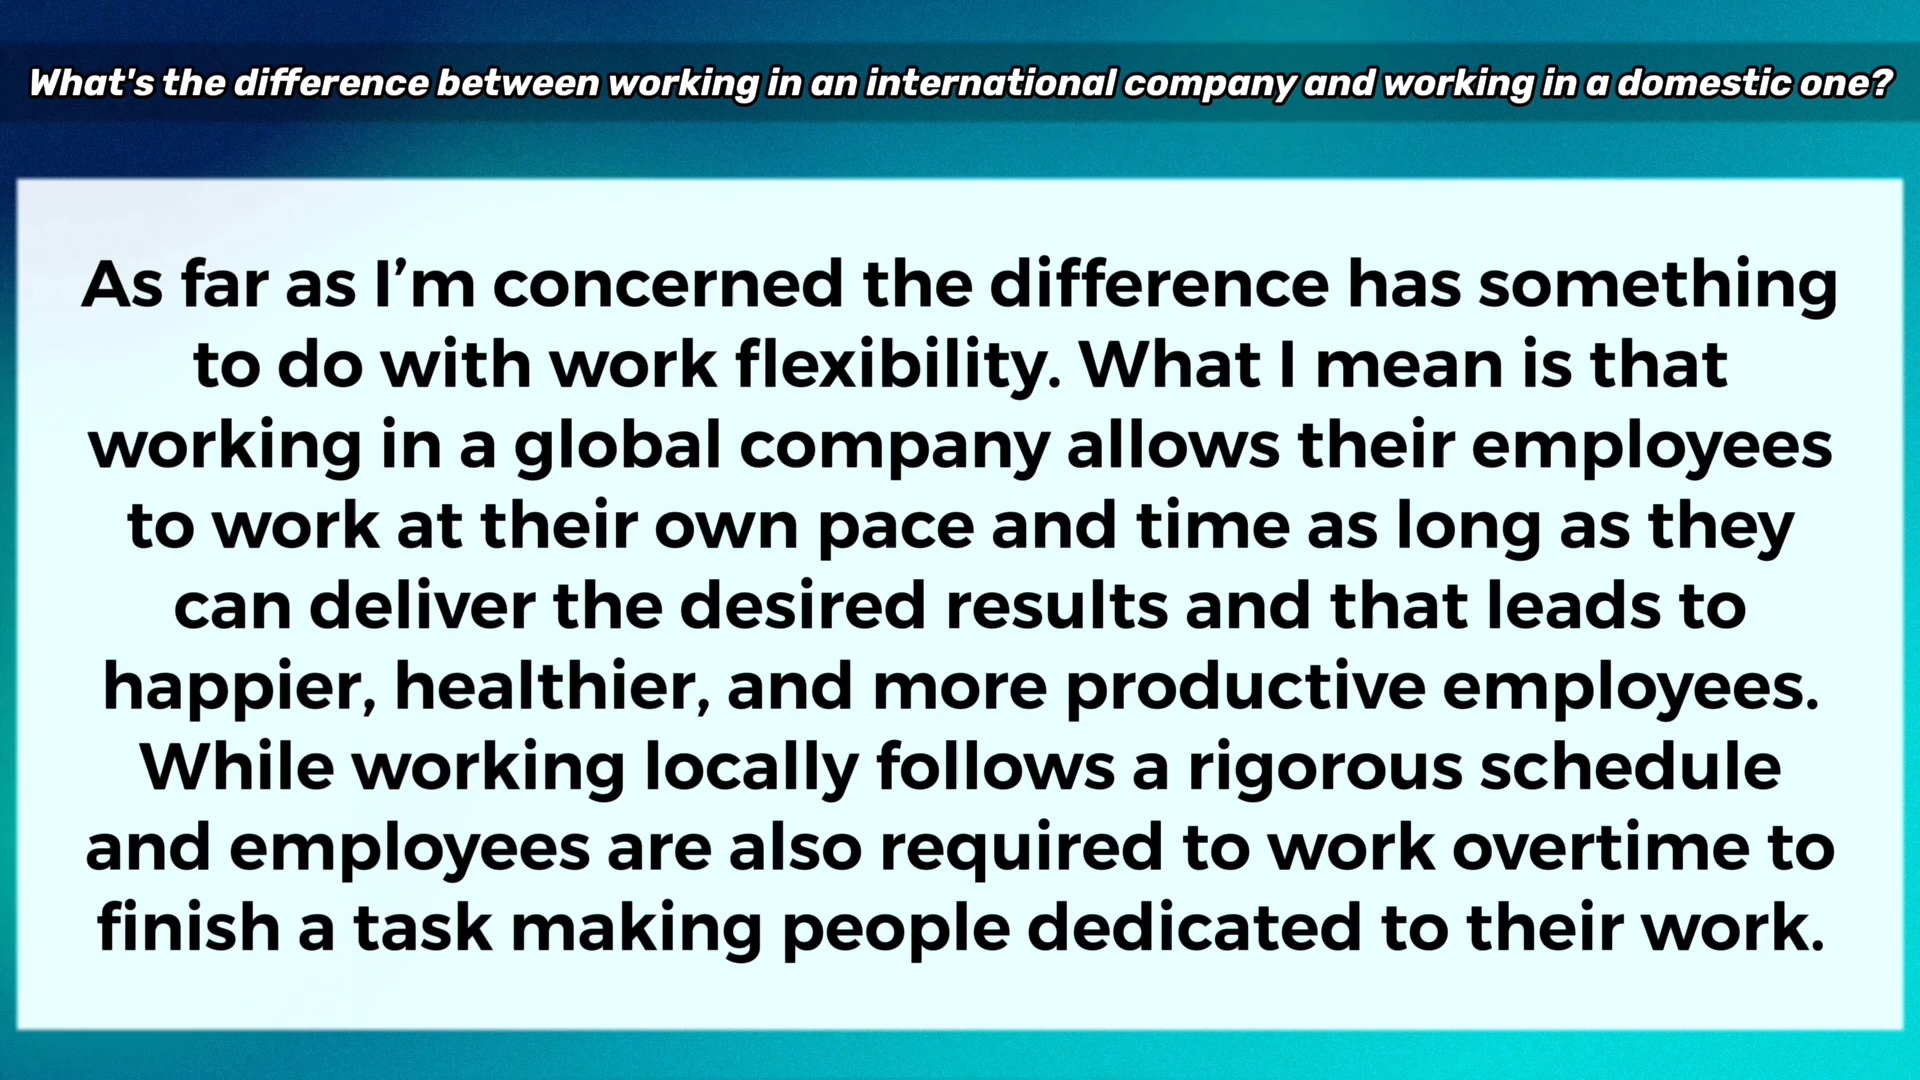 What's the difference between working in an international company and working in a domestic one?
As far as I’m concerned the difference has something
to do with work flexibility. What I mean is that
working in a global company allows their employees
to work at their own pace and time as long as they
can deliver the desired results and that leads to
happier, healthier, and more productive employees.
While working locally follows a rigorous schedule
and employees are also required to work overtime to
finish a task making people dedicated to their work.